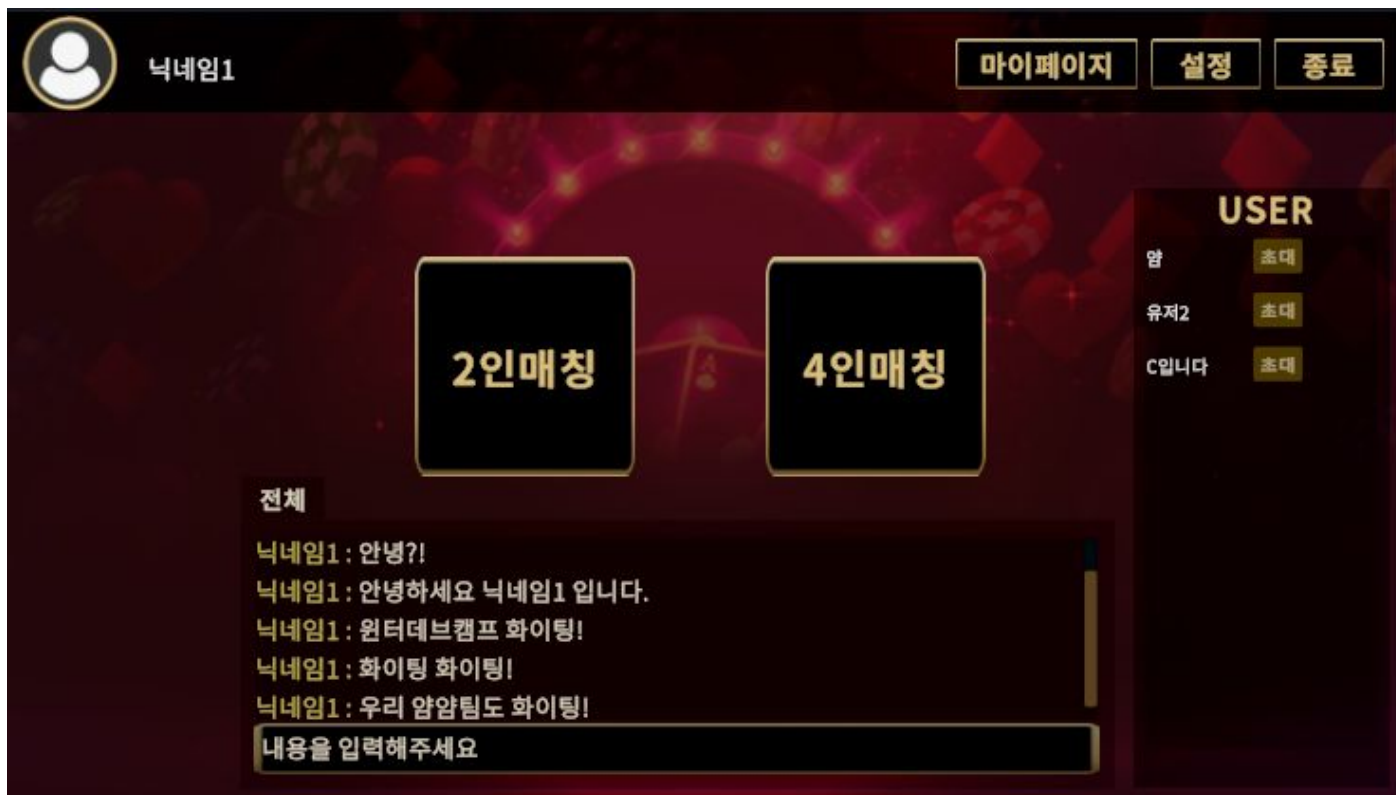 닉네임1
마이페이지 설정 종료
USER
얌 초대
유저2 초대
C입니다 초대
2인매칭 4인매칭
전체
닉네임1 : 안녕?!
닉네임1 : 안녕하세요 닉네임1 입니다.
닉네임1 : 윈터데브캠프 화이팅!
닉네임1 : 화이팅 화이팅!
닉네임1 : 우리 얌얌팀도 화이팅!
내용을 입력해주세요